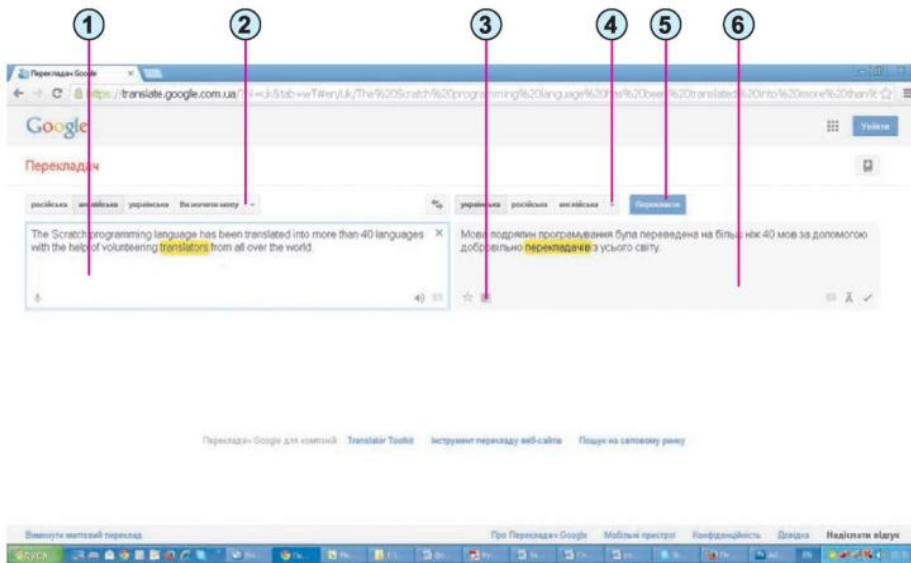 1 2 3 4 5 6
Перекладач Google
https://translate.google.com.ua
Google
Увійти
Перекладач
російська англійська українська Визначити мову
українська російська англійська Перекласти
The Scratch programming language has been translated into more than 40 languages
with the help of volunteering translators from all over the world.
Мова подряпин програмування була переведена на більш ніж 40 мов за допомогою
добровільно перекладачів з усього світу.
Перекладач Google для компаній Translator Toolkit Інструмент перекладу веб-сайтів Пошук на світовому ринку
Вимкнути миттєвий переклад Про Перекладач Google Мобільні пристрої Конфіденційність Довідка Надіслати відгук